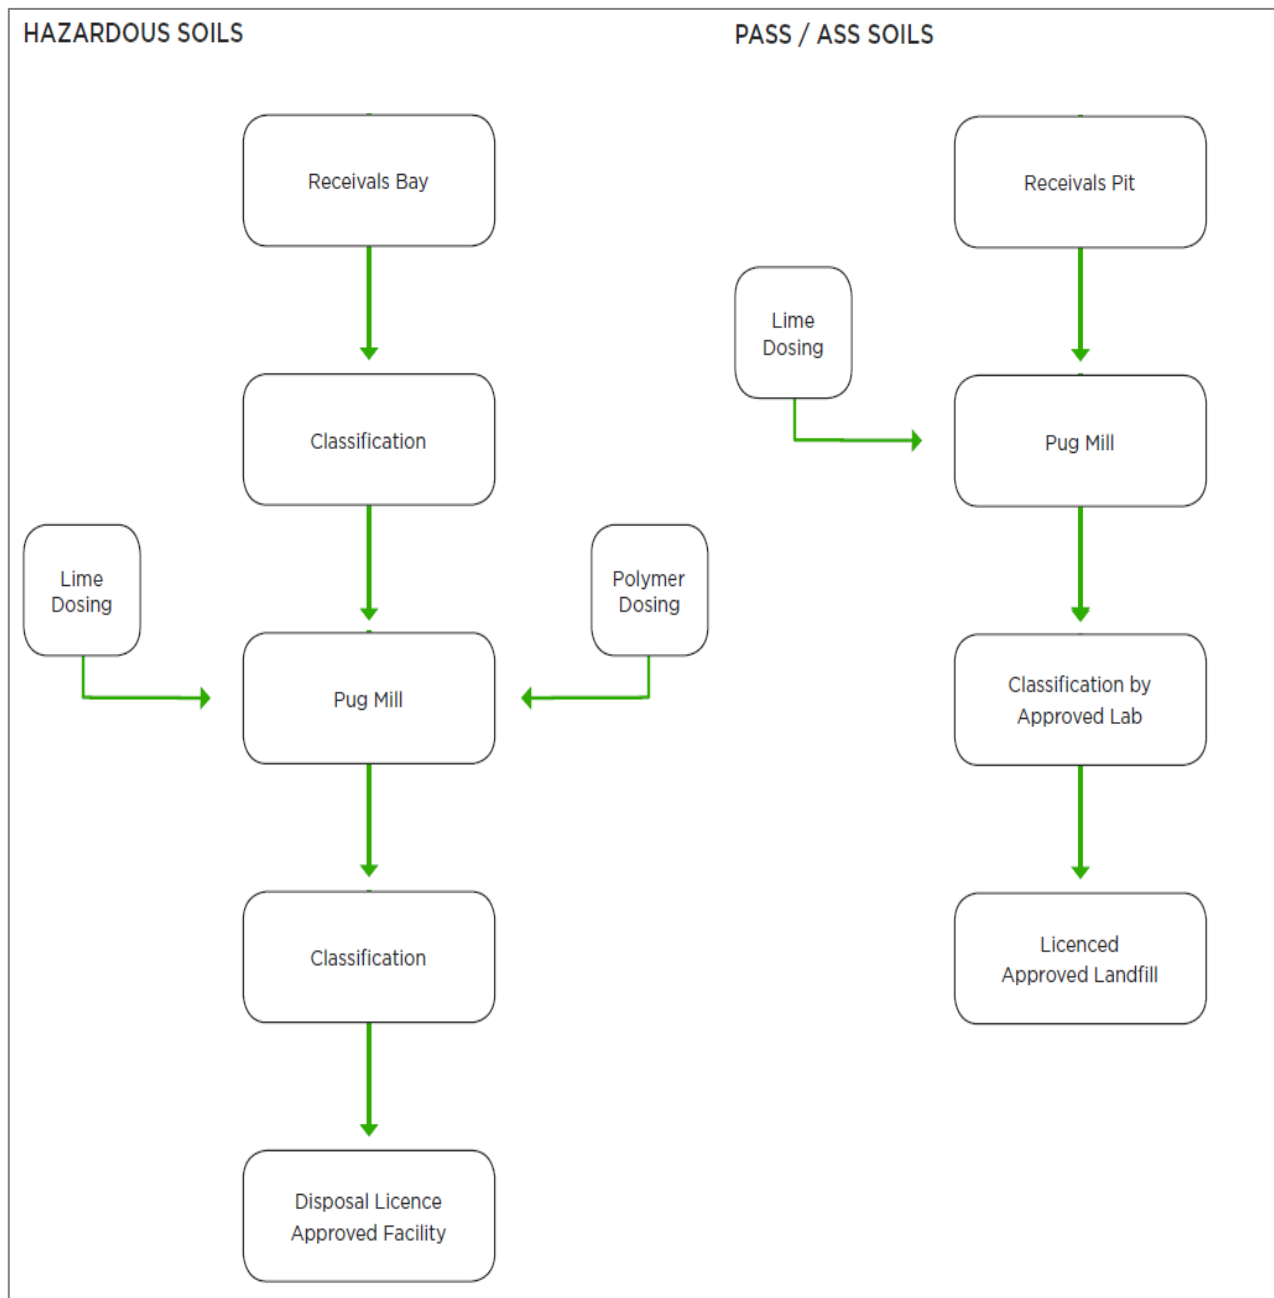 HAZARDOUS SOILS
Receivals Bay
Classification
Lime
Dosing
Polymer
Dosing
Pug Mill
Classification
Disposal Licence
Approved Facility
PASS / ASS SOILS
Receivals Pit
Lime
Dosing
Pug Mill
Classification by
Approved Lab
Licenced
Approved Landfill